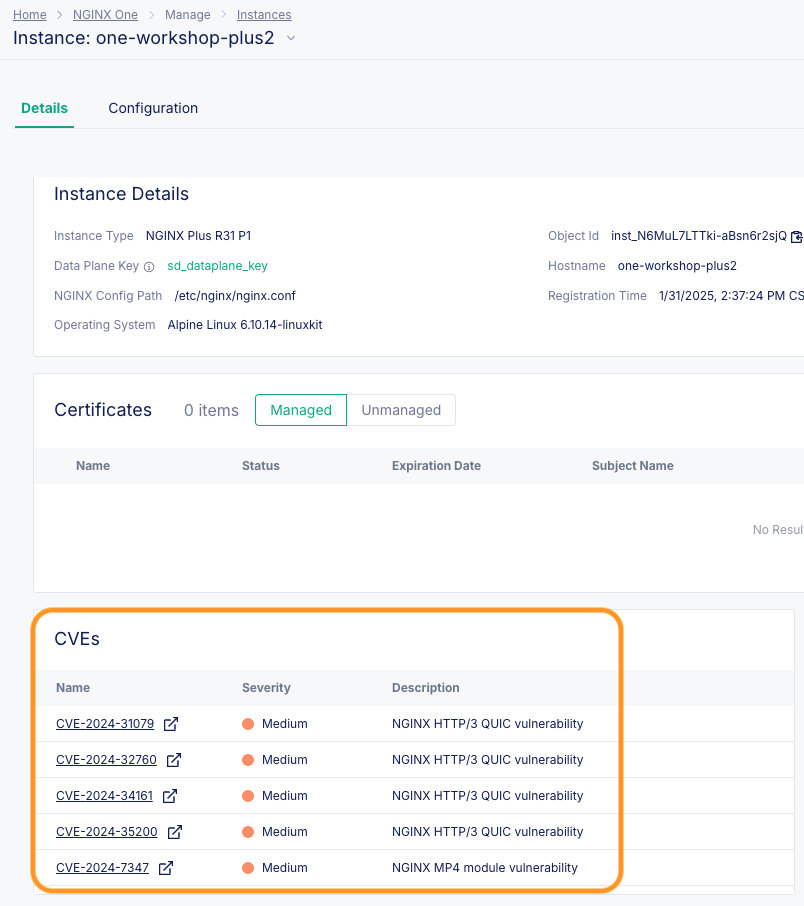 Home > NGINX One > Manage > Instances
Instance: one-workshop-plus2
Details Configuration
Instance Details
Instance Type NGINX Plus R31 P1 Object Id inst_N6MuL7LTTki-aBsn6r2sjQ
Data Plane Key sd_dataplane_key Hostname one-workshop-plus2
NGINX Config Path /etc/nginx/nginx.conf Registration Time 1/31/2025, 2:37:24 PM CS
Operating System Alpine Linux 6.10.14-linuxkit
Certificates 0 items Managed Unmanaged
Name Status Expiration Date Subject Name
No Resul
CVEs
Name Severity Description
CVE-2024-31079 Medium NGINX HTTP/3 QUIC vulnerability
CVE-2024-32760 Medium NGINX HTTP/3 QUIC vulnerability
CVE-2024-34161 Medium NGINX HTTP/3 QUIC vulnerability
CVE-2024-35200 Medium NGINX HTTP/3 QUIC vulnerability
CVE-2024-7347 Medium NGINX MP4 module vulnerability